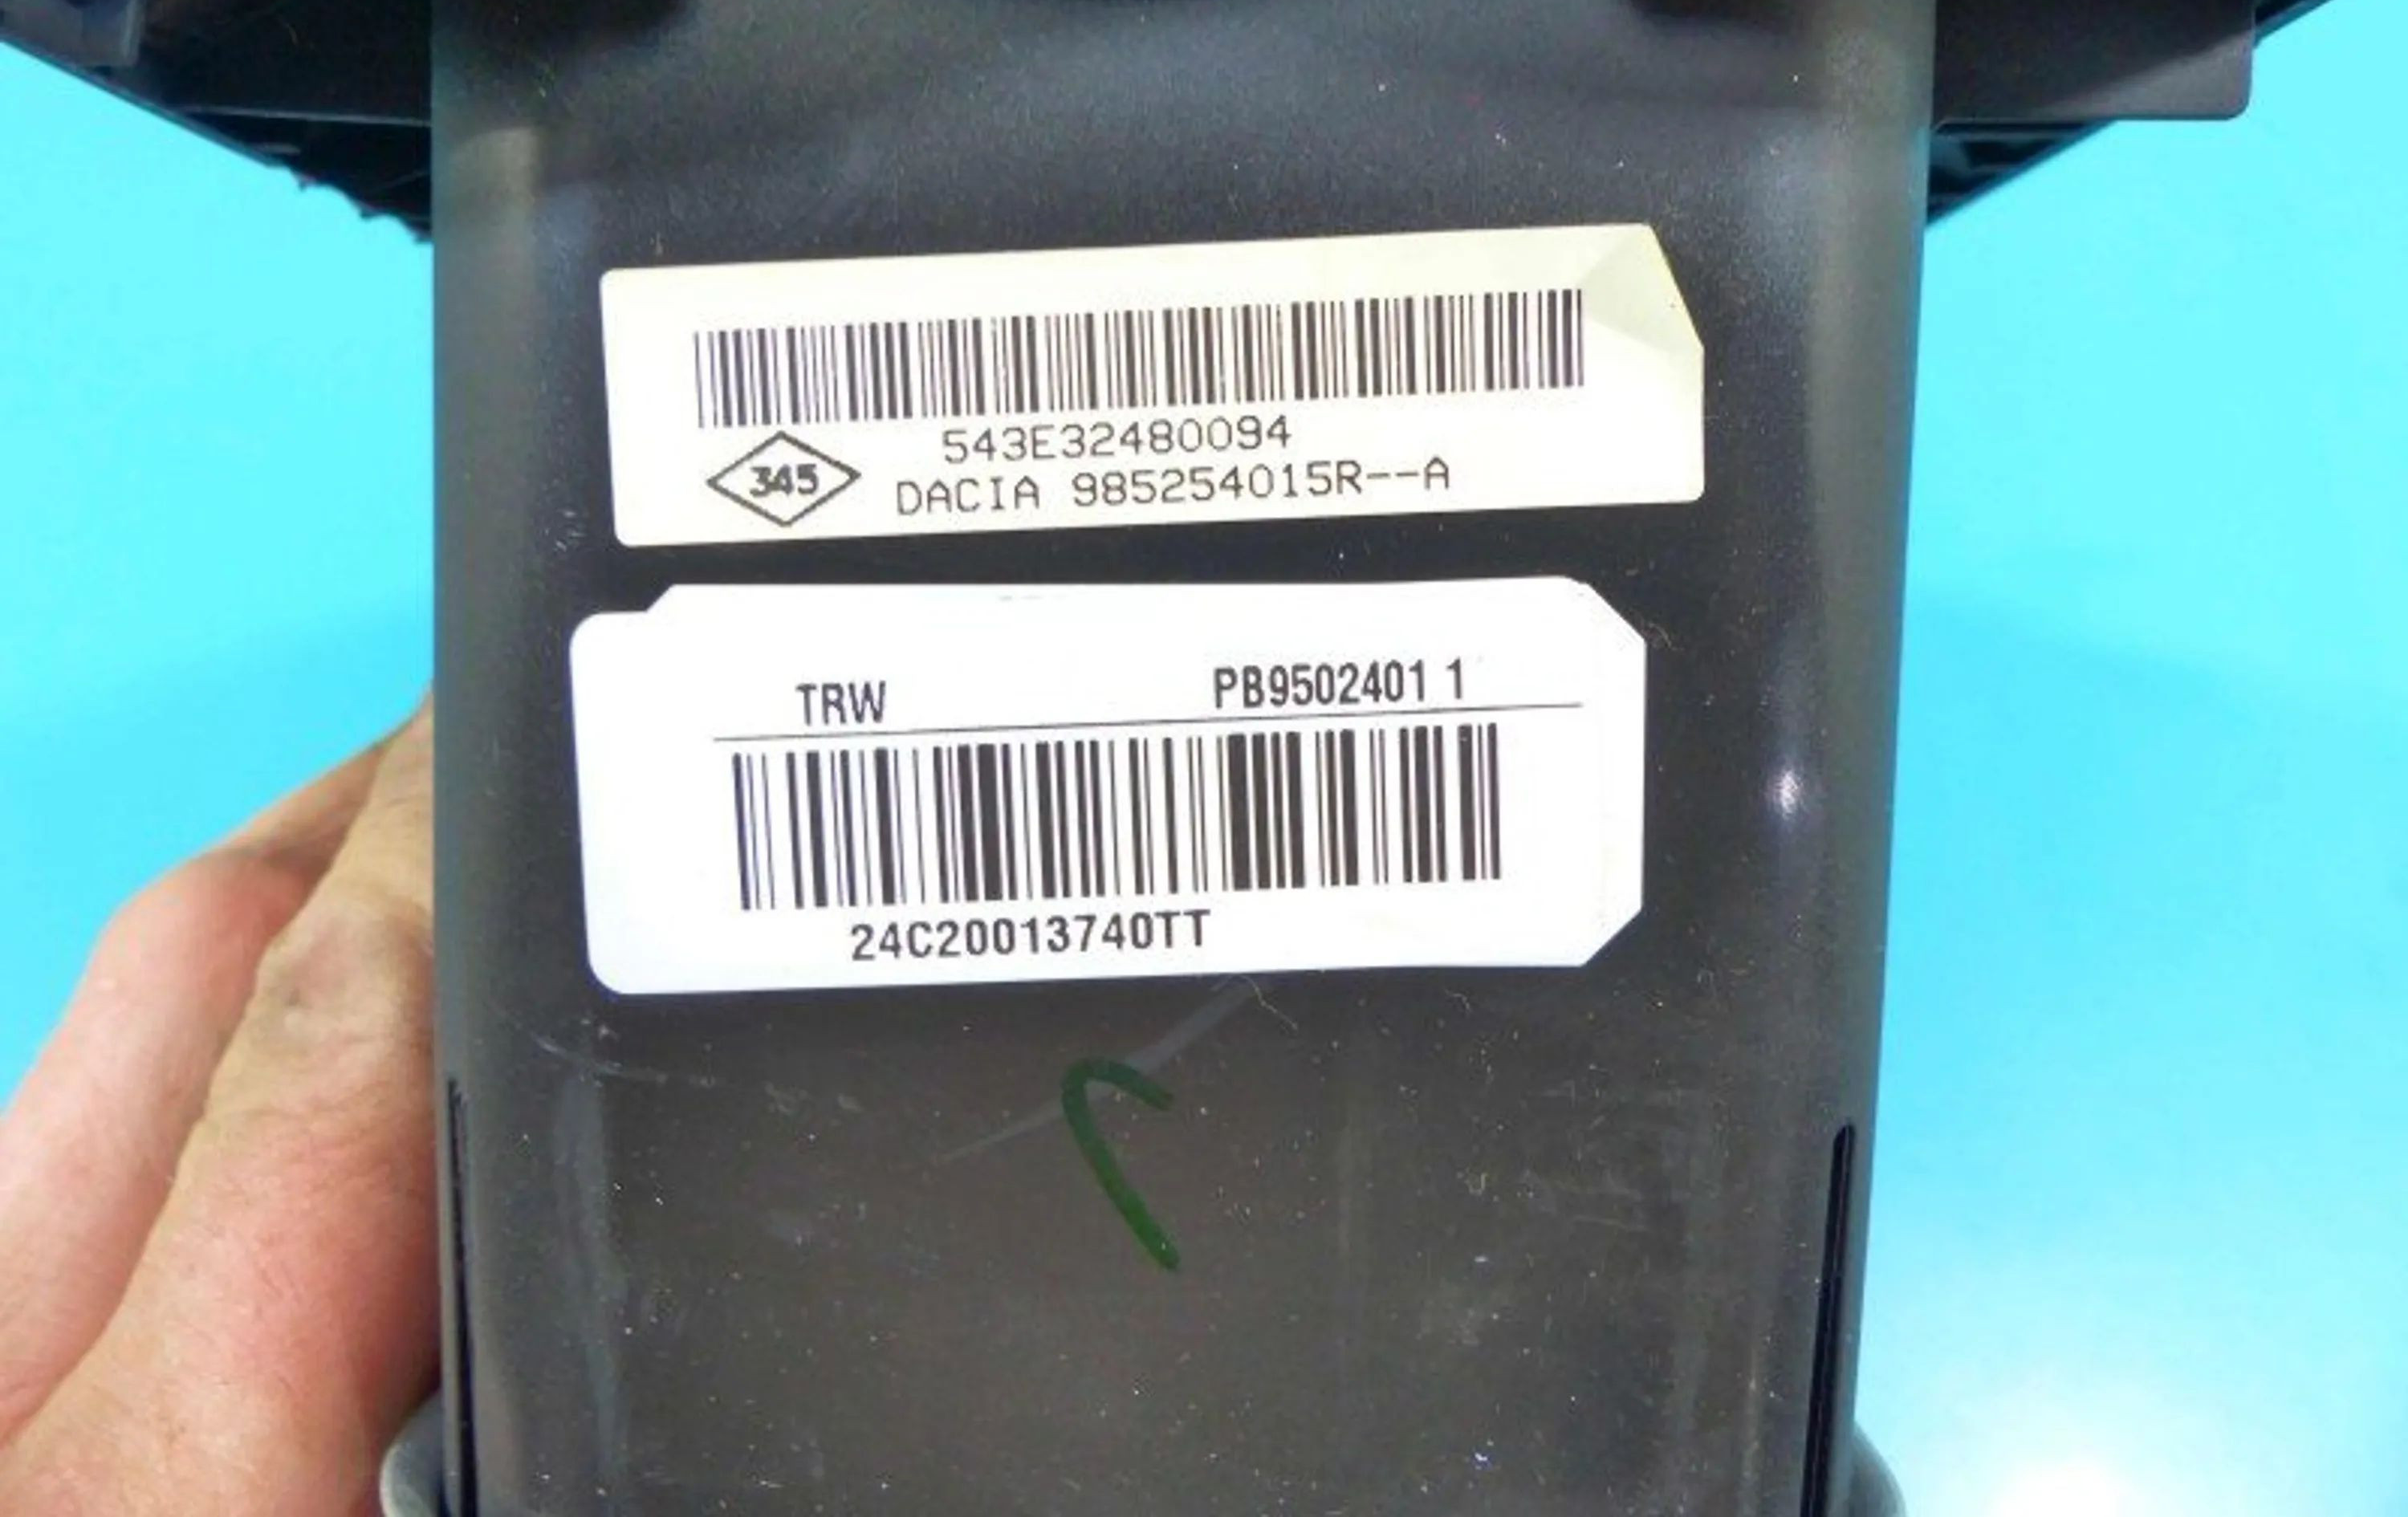 543E32480094
345 DACIA 985254015R--A
TRW PB9502401 1
24C20013740TT